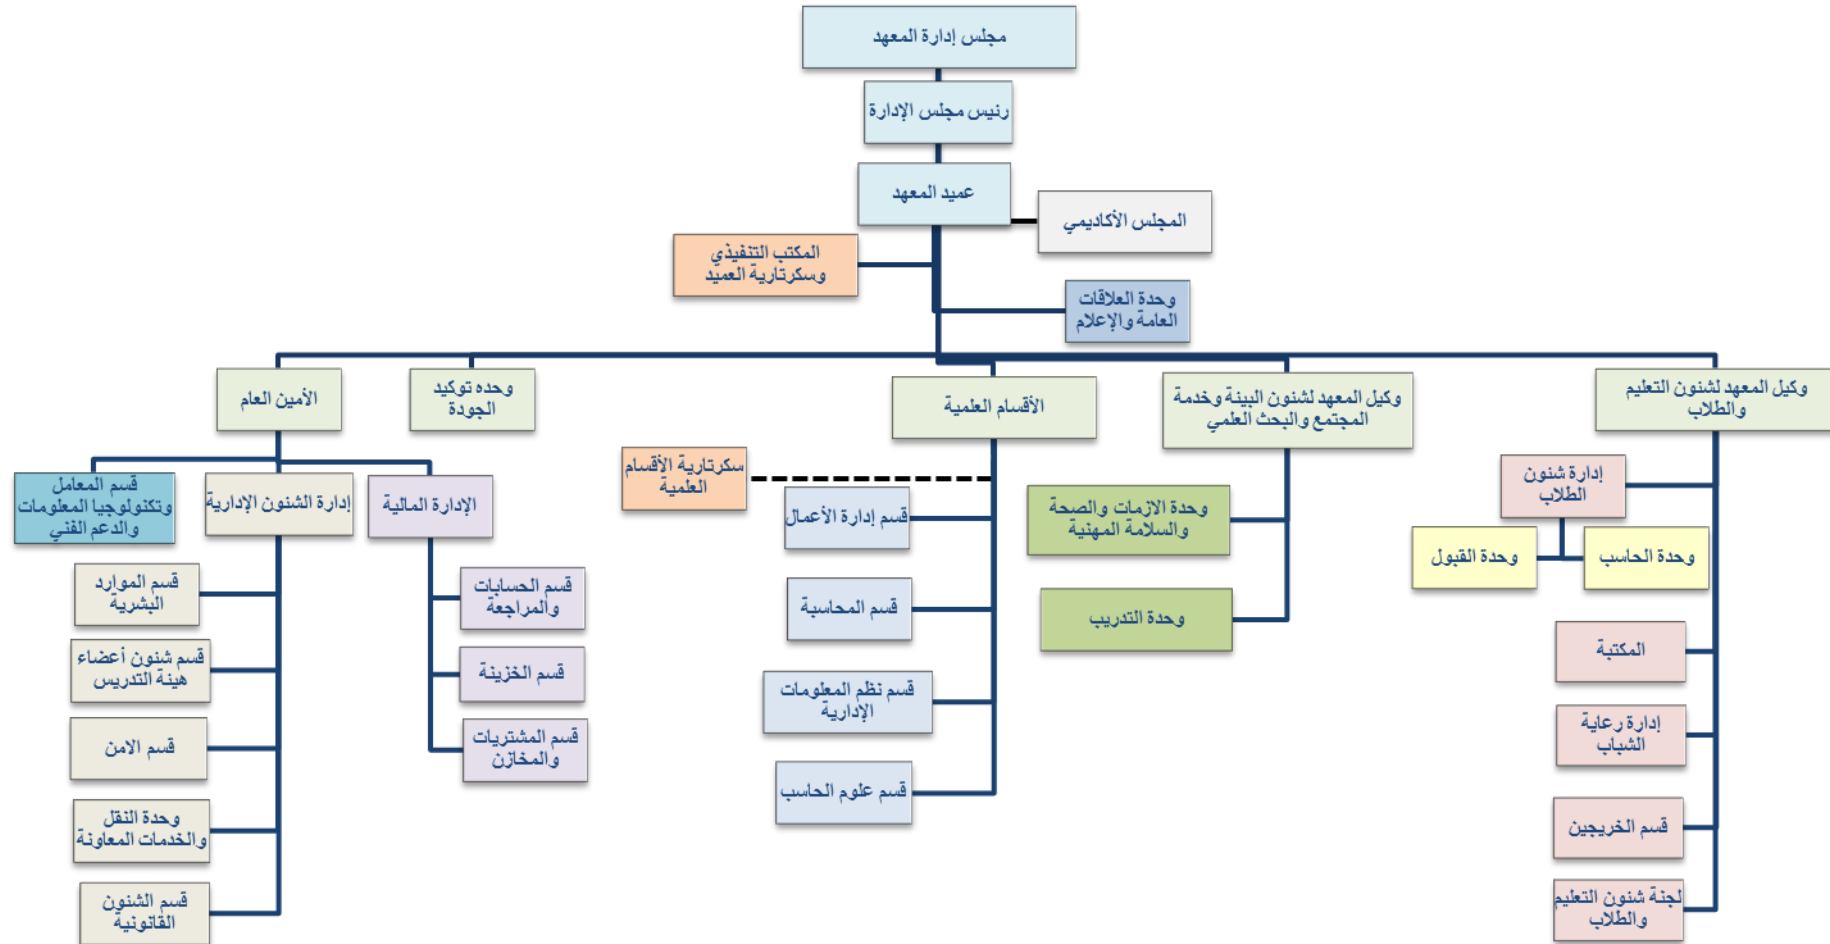 مجلس إدارة المعهد
رئيس مجلس الإدارة
عميد المعهد
المجلس الأكاديمي
المكتب التنفيذي
وسكرتارية العميد
وحدة العلاقات
العامة والإعلام
وكيل المعهد لشئون التعليم
والطلاب
وكيل المعهد لشئون البيئة وخدمة
المجتمع والبحث العلمي
الأقسام العلمية
وحده توكيد
الجودة
الأمين العام
إدارة شئون
الطلاب
وحدة الحاسب
وحدة القبول
المكتبة
إدارة رعاية
الشباب
قسم الخريجين
لجنة شئون التعليم
والطلاب
وحدة الازمات والصحة
والسلامة المهنية
وحدة التدريب
سكرتارية الأقسام
العلمية
قسم إدارة الأعمال
قسم المحاسبة
قسم نظم المعلومات
الإدارية
قسم علوم الحاسب
الإدارة المالية
قسم الحسابات
والمراجعة
قسم الخزينة
قسم المشتريات
والمخازن
إدارة الشئون الإدارية
قسم الموارد
البشرية
قسم شئون أعضاء
هيئة التدريس
قسم الامن
وحدة النقل
والخدمات المعاونة
قسم الشئون
القانونية
قسم المعامل
وتكنولوجيا المعلومات
والدعم الفني